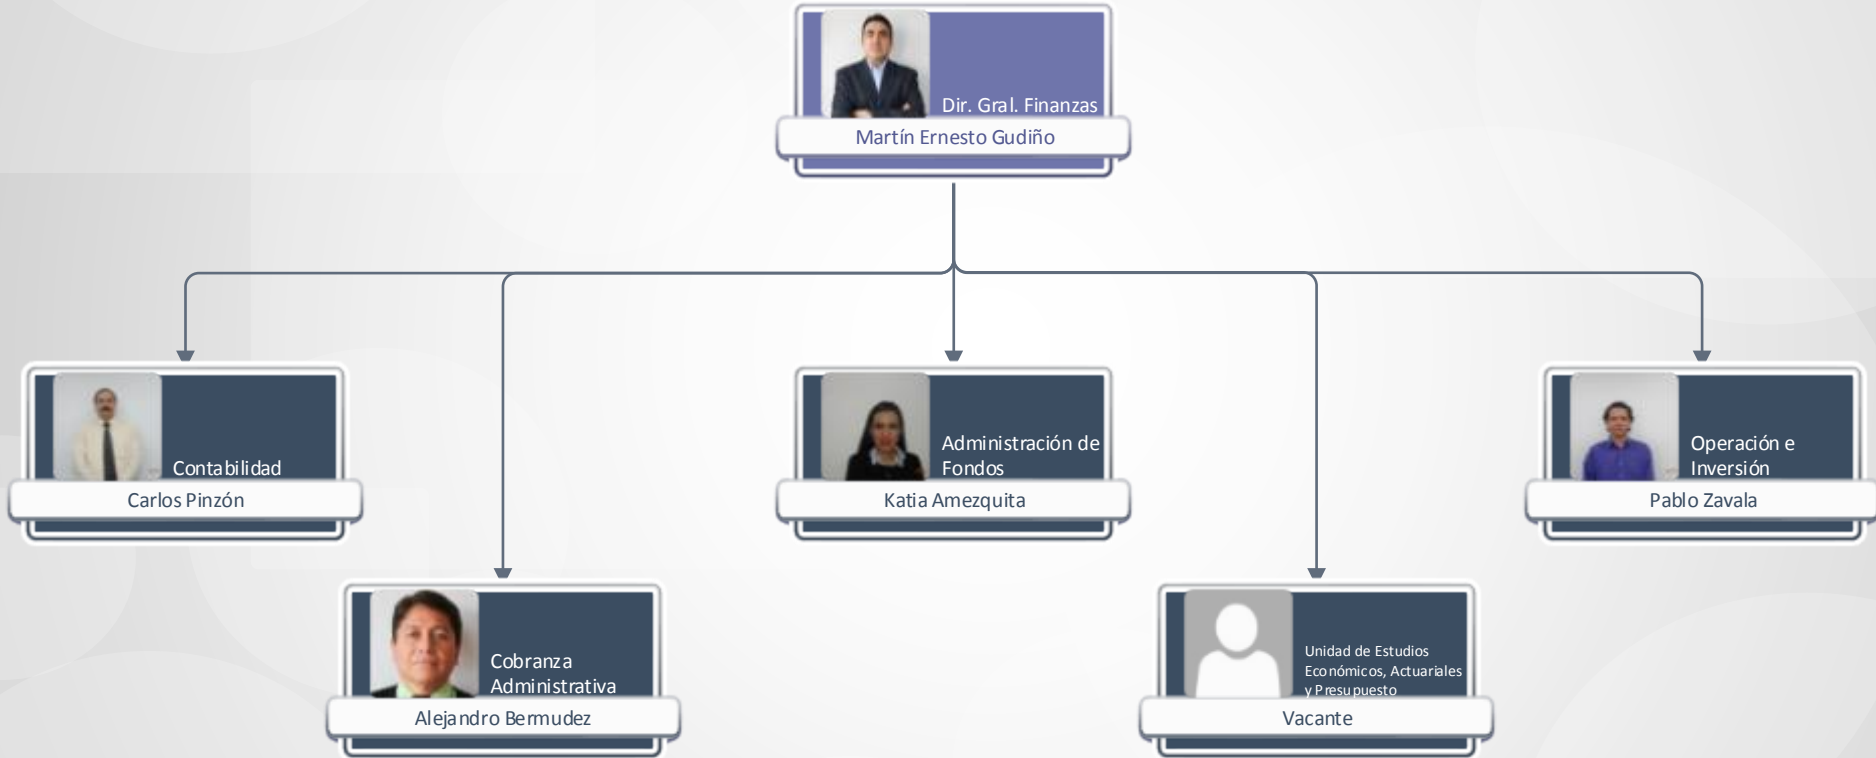 Dir. Gral. Finanzas
Martín Ernesto Gudiño
Contabilidad
Carlos Pinzón
Administración de
Fondos
Katia Amezquita
Operación e
Inversión
Pablo Zavala
Cobranza
Administrativa
Alejandro Bermudez
Unidad de Estudios
Económicos, Actuariales
y Presupuesto
Vacante